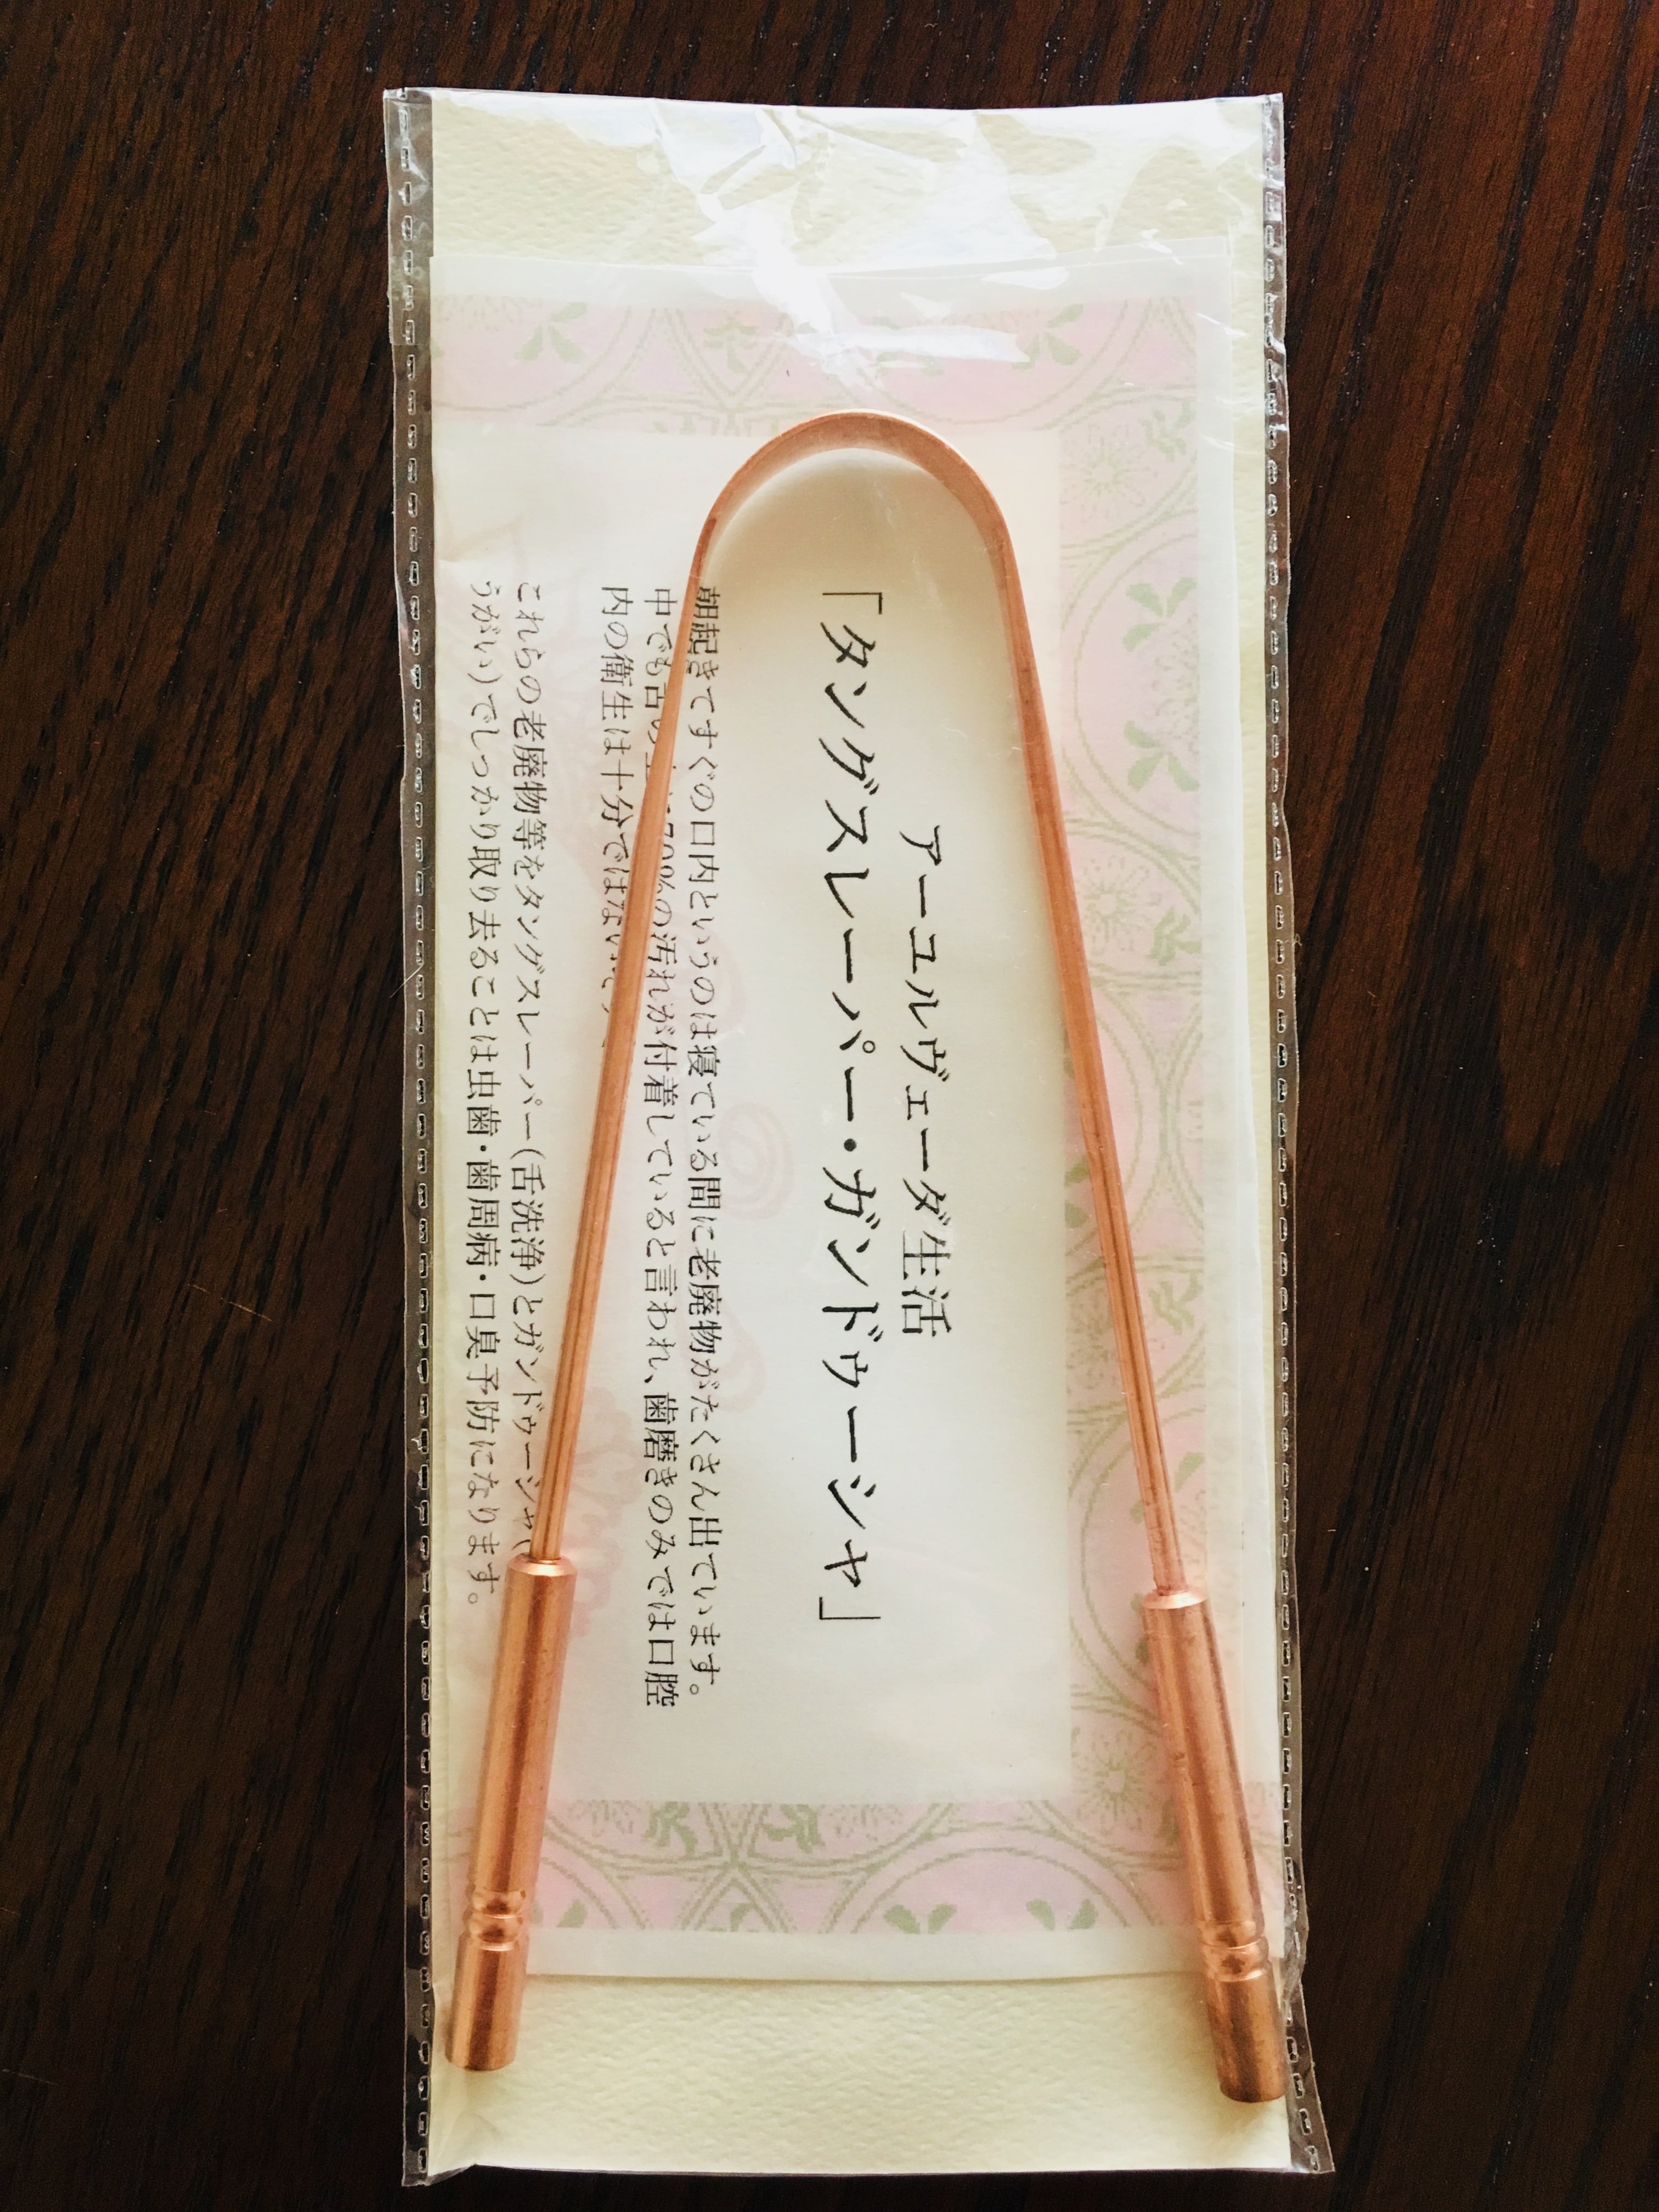 アーユルヴェーダ生活
「タングスレーパー・ガンドゥーシャ」
朝起きてすぐの口内というのは寝ている間に老廃物がたくさん出ています。
中でも舌の 70%の汚れが付着していると言われ、歯磨きのみでは口腔
内の衛生は十分ではない
これらの老廃物等をタングスレーパー(舌洗浄)とガンドゥーシャ(
うがい)でしっかり取り去ることは虫歯・歯周病・口臭予防になります。